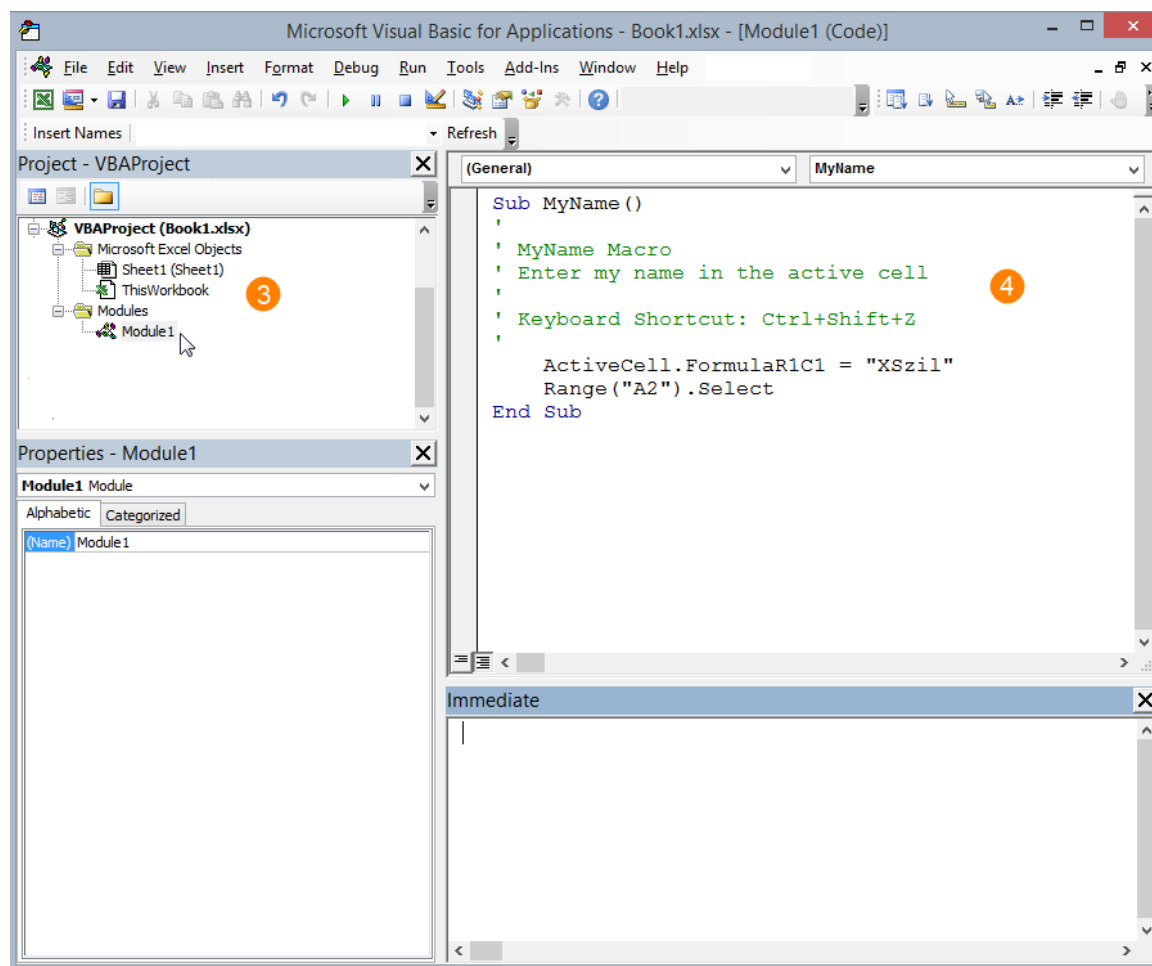 Microsoft Visual Basic for Applications - Book1.xlsx - [Module1 (Code)]
File Edit View Insert Format Debug Run Tools Add-Ins Window Help
Insert Names Refresh
Project - VBAProject
VBAProject (Book1.xlsx)
Microsoft Excel Objects
Sheet1 (Sheet1)
ThisWorkbook
3
Modules
Module1
Properties - Module1
Module1 Module
Alphabetic Categorized
(Name) Module1
(General) MyName
Sub MyName()
'
' MyName Macro
' Enter my name in the active cell
4
'
' Keyboard Shortcut: Ctrl+Shift+Z
'
ActiveCell.FormulaR1C1 = "XSzil"
Range("A2").Select
End Sub
Immediate